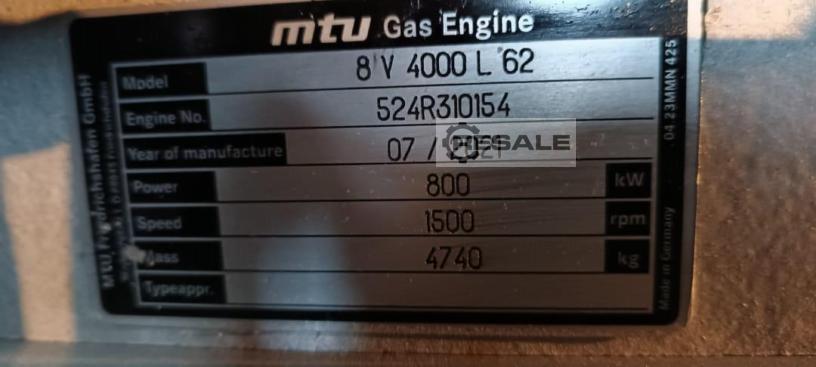 mtu Gas Engine
Model 8 V 4000 L 62
Engine No. 524R310154
Year of manufacture 07 / 2021
RESALE
Power 800 kW
Speed 1500 rpm
Mass 4740 kg
Typeappr.
MTU Friedrichshafen GmbH
04 23MMN 425
Made in Germany